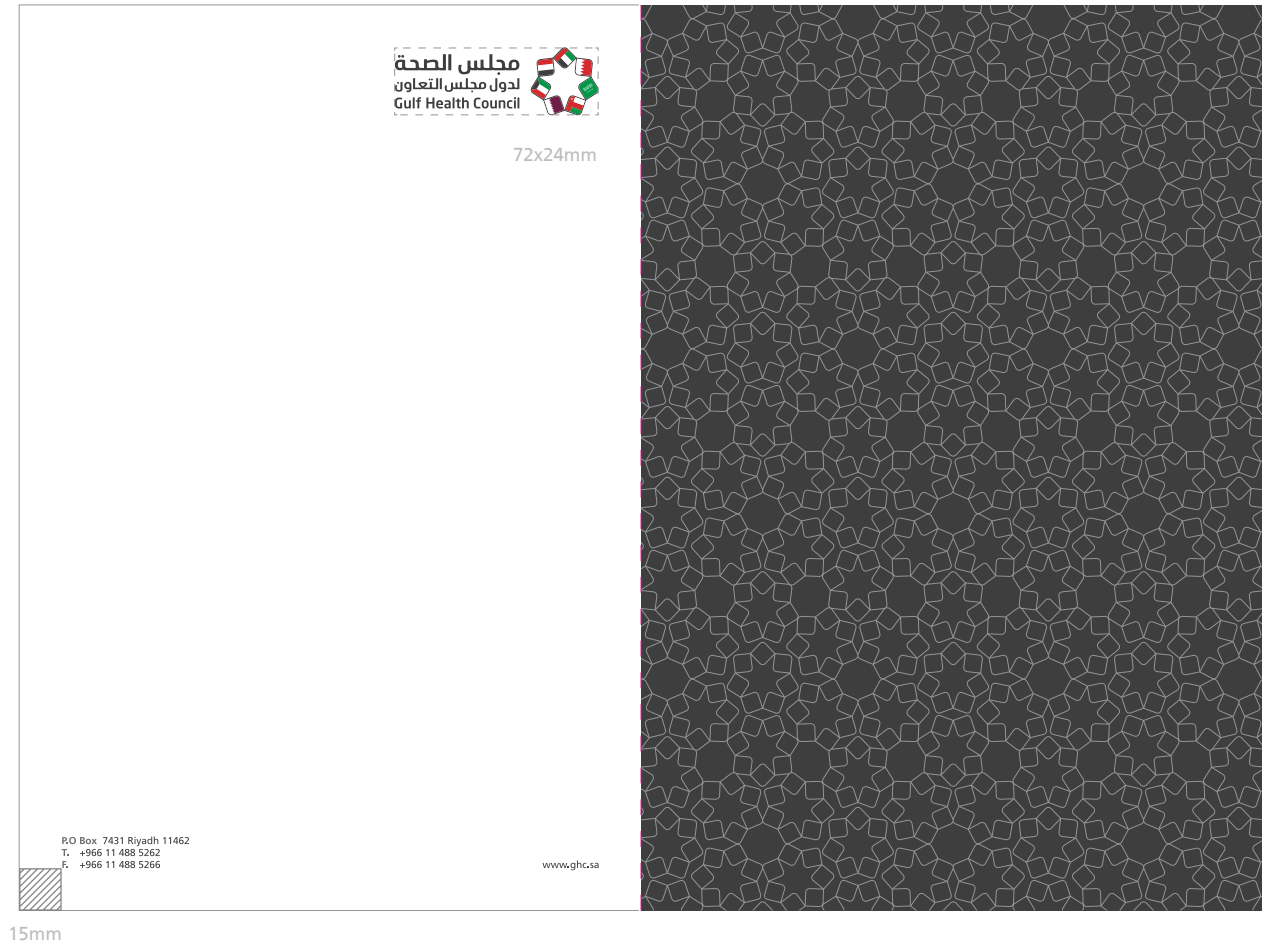 مجلس الصحة
لدول مجلس التعاون
Gulf Health Council
72x24mm
P.O Box 7431 Riyadh 11462
T. +966 11 488 5262
F. +966 11 488 5266
www.ghc.sa
15mm